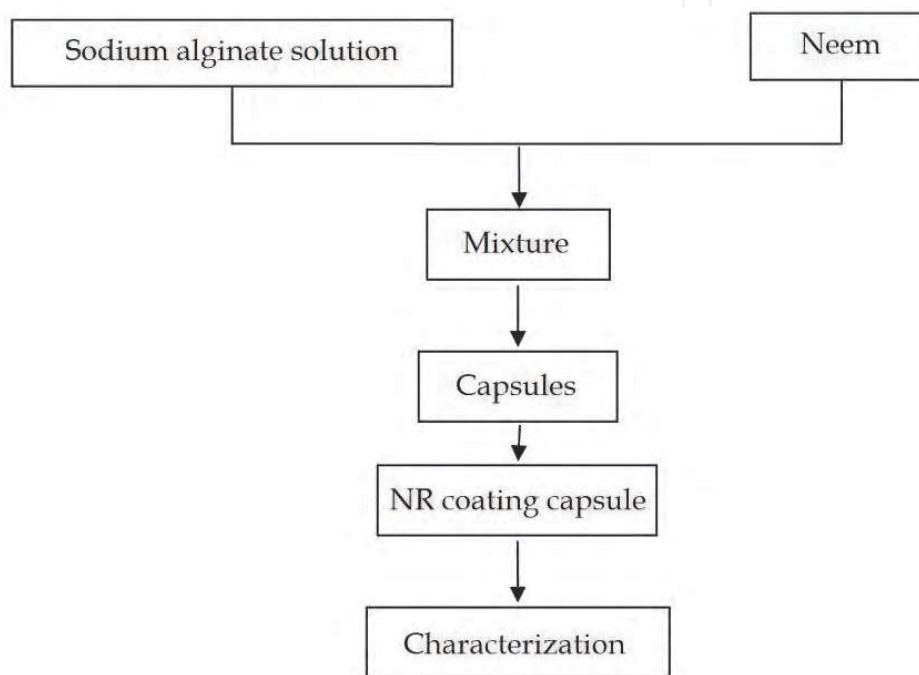 Sodium alginate solution
Neem
Mixture
Capsules
NR coating capsule
Characterization